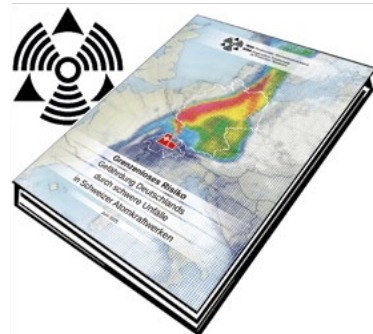 Grenzenloses Risiko
Gefährdung Deutschlands
durch schwere Unfälle
in Schweizer Atomkraftwerken